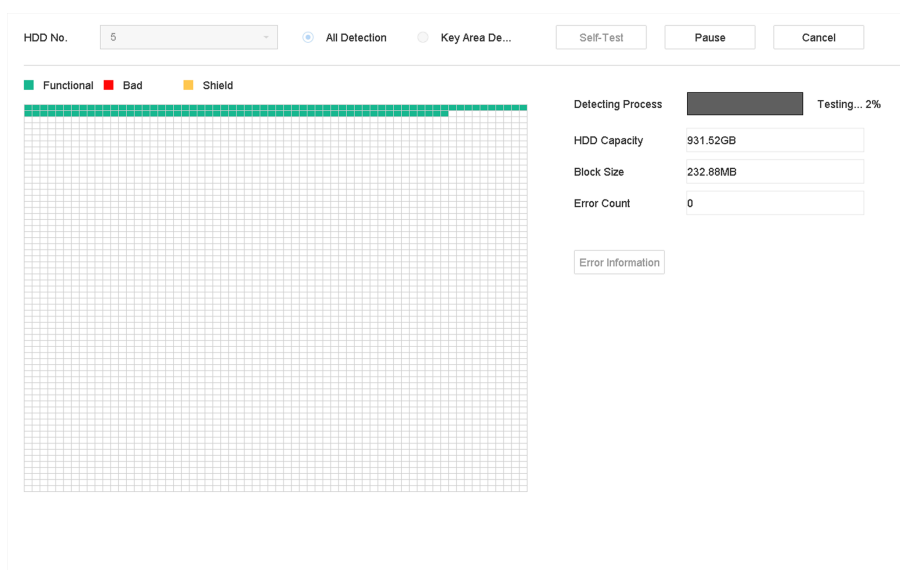 HDD No. 5 All Detection Key Area De... Self-Test Pause Cancel
Functional Bad Shield
Detecting Process Testing... 2%
HDD Capacity 931.52GB
Block Size 232.88MB
Error Count 0
Error Information